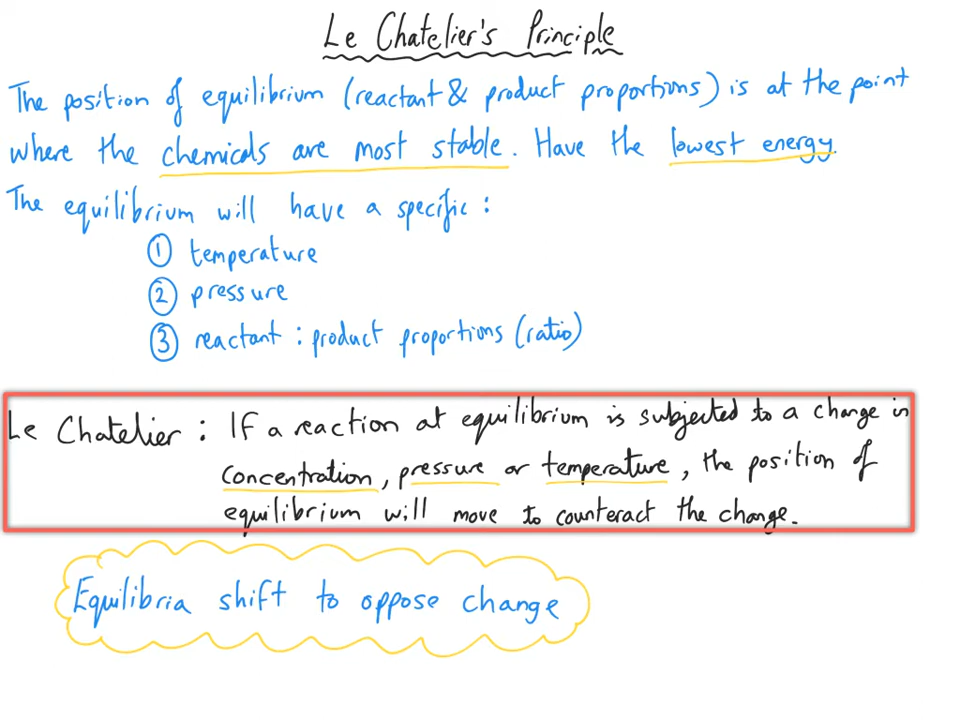 Le Chatelier's Principle
The position of equilibrium (reactant & product proportions) is at the point
where the chemicals are most stable. Have the lowest energy.
The equilibrium will have a specific:
① temperature
② pressure
③ reactant : product proportions (ratio)
Le Chatelier : If a reaction at equilibrium is subjected to a change in
concentration, pressure or temperature, the position of
equilibrium will move to counteract the change.
Equilibria shift to oppose change